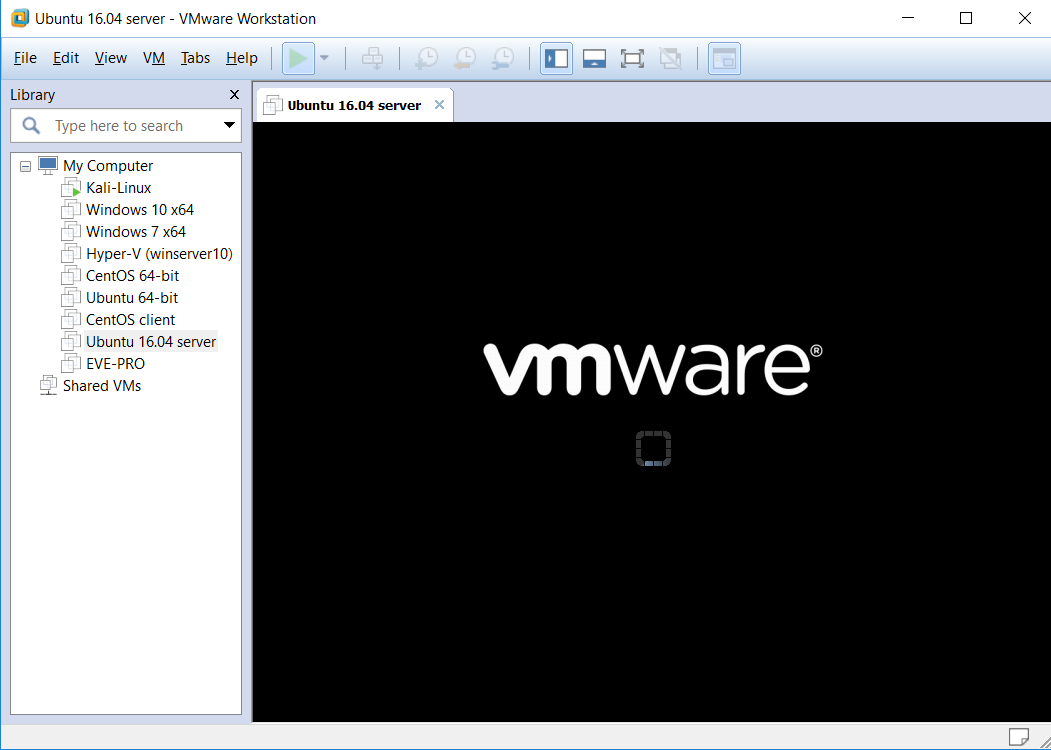 Ubuntu 16.04 server - VMware Workstation
File Edit View VM Tabs Help
Library
Ubuntu 16.04 server
Type here to search
My Computer
Kali-Linux
Windows 10 x64
Windows 7 x64
Hyper-V (winserver10)
CentOS 64-bit
Ubuntu 64-bit
CentOS client
Ubuntu 16.04 server
EVE-PRO
Shared VMs
vmware®